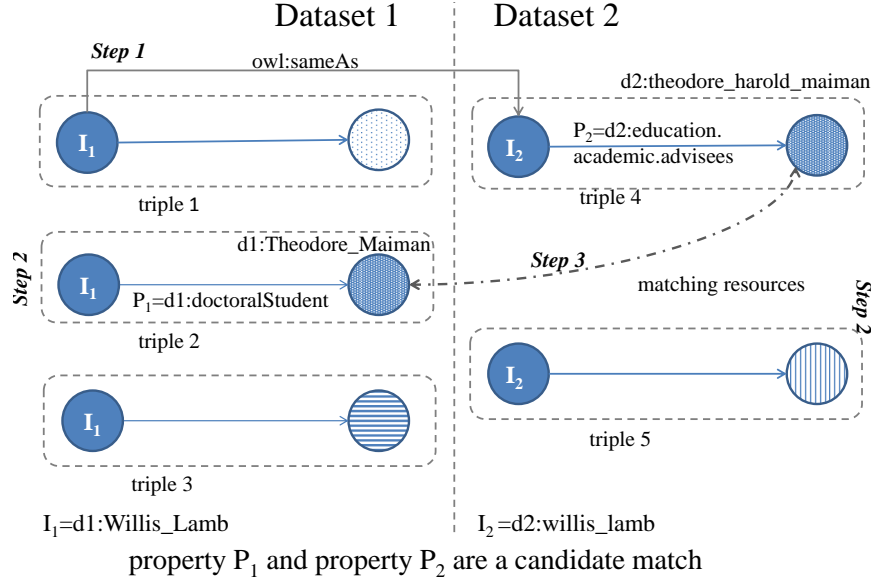 Dataset 1
Dataset 2
Step 1
owl:sameAs
d2:theodore_harold_maiman
I1
I2
P2=d2:education.
academic.advisees
triple 1
triple 4
Step 2
d1:Theodore_Maiman
I1
P1=d1:doctoralStudent
Step 3
matching resources
Step 2
triple 2
I1
I2
triple 3
triple 5
I1=d1:Willis_Lamb
I2=d2:willis_lamb
property P1 and property P2 are a candidate match